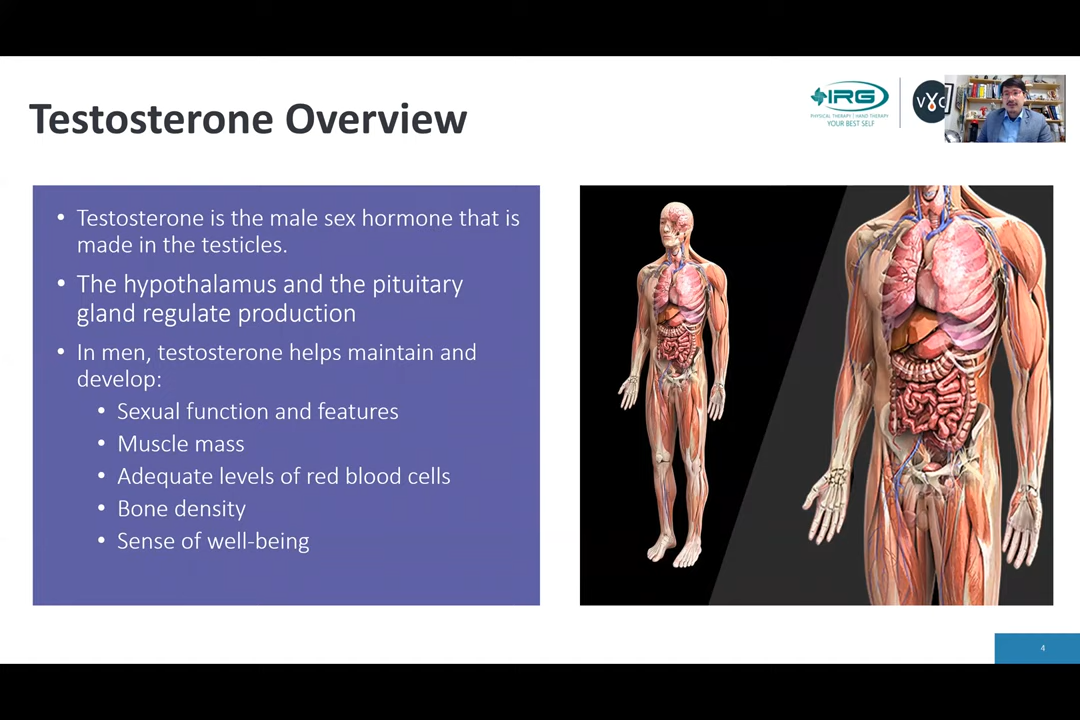 Testosterone Overview
IRG
PHYSICAL THERAPY | HAND THERAPY
YOUR BEST SELF
• Testosterone is the male sex hormone that is
made in the testicles.
• The hypothalamus and the pituitary
gland regulate production
• In men, testosterone helps maintain and
develop:
• Sexual function and features
• Muscle mass
• Adequate levels of red blood cells
• Bone density
• Sense of well-being
4